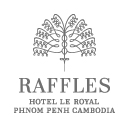 RAFFLES
HOTEL LE ROYAL
PHNOM PENH CAMBODIA